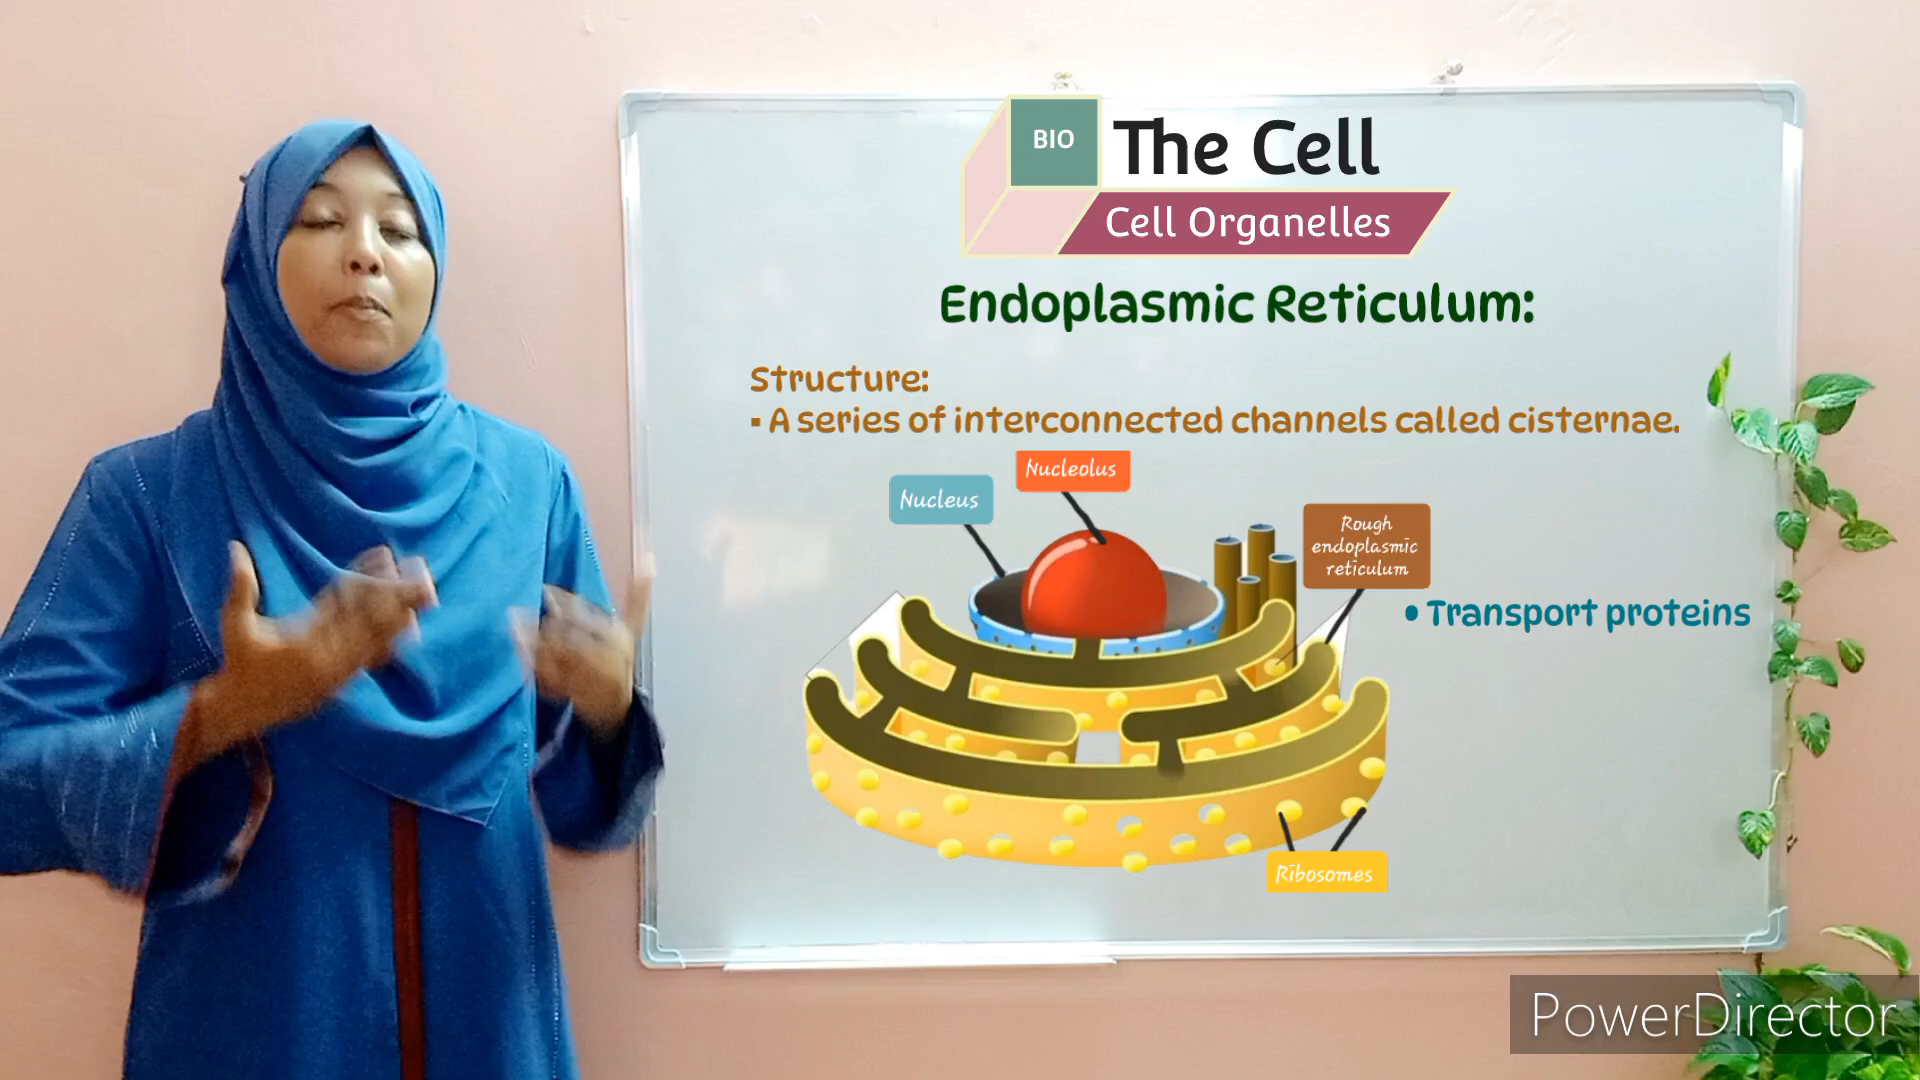 BIO
The Cell
Cell Organelles
Endoplasmic Reticulum:
Structure:
▪ A series of interconnected channels called cisternae.
Nucleolus
Nucleus
Rough
endoplasmic
reticulum
• Transport proteins
Ribosomes
PowerDirector